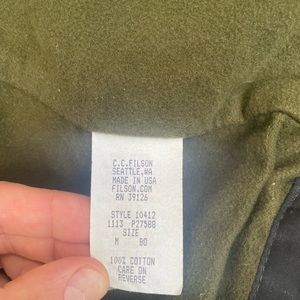 C.C.FILSON
SEATTLE,WA
MADE IN USA
FILSON.COM
RN 39126
STYLE 10412
1113 P27588
SIZE
M BO
100% COTTON
CARE ON
REVERSE